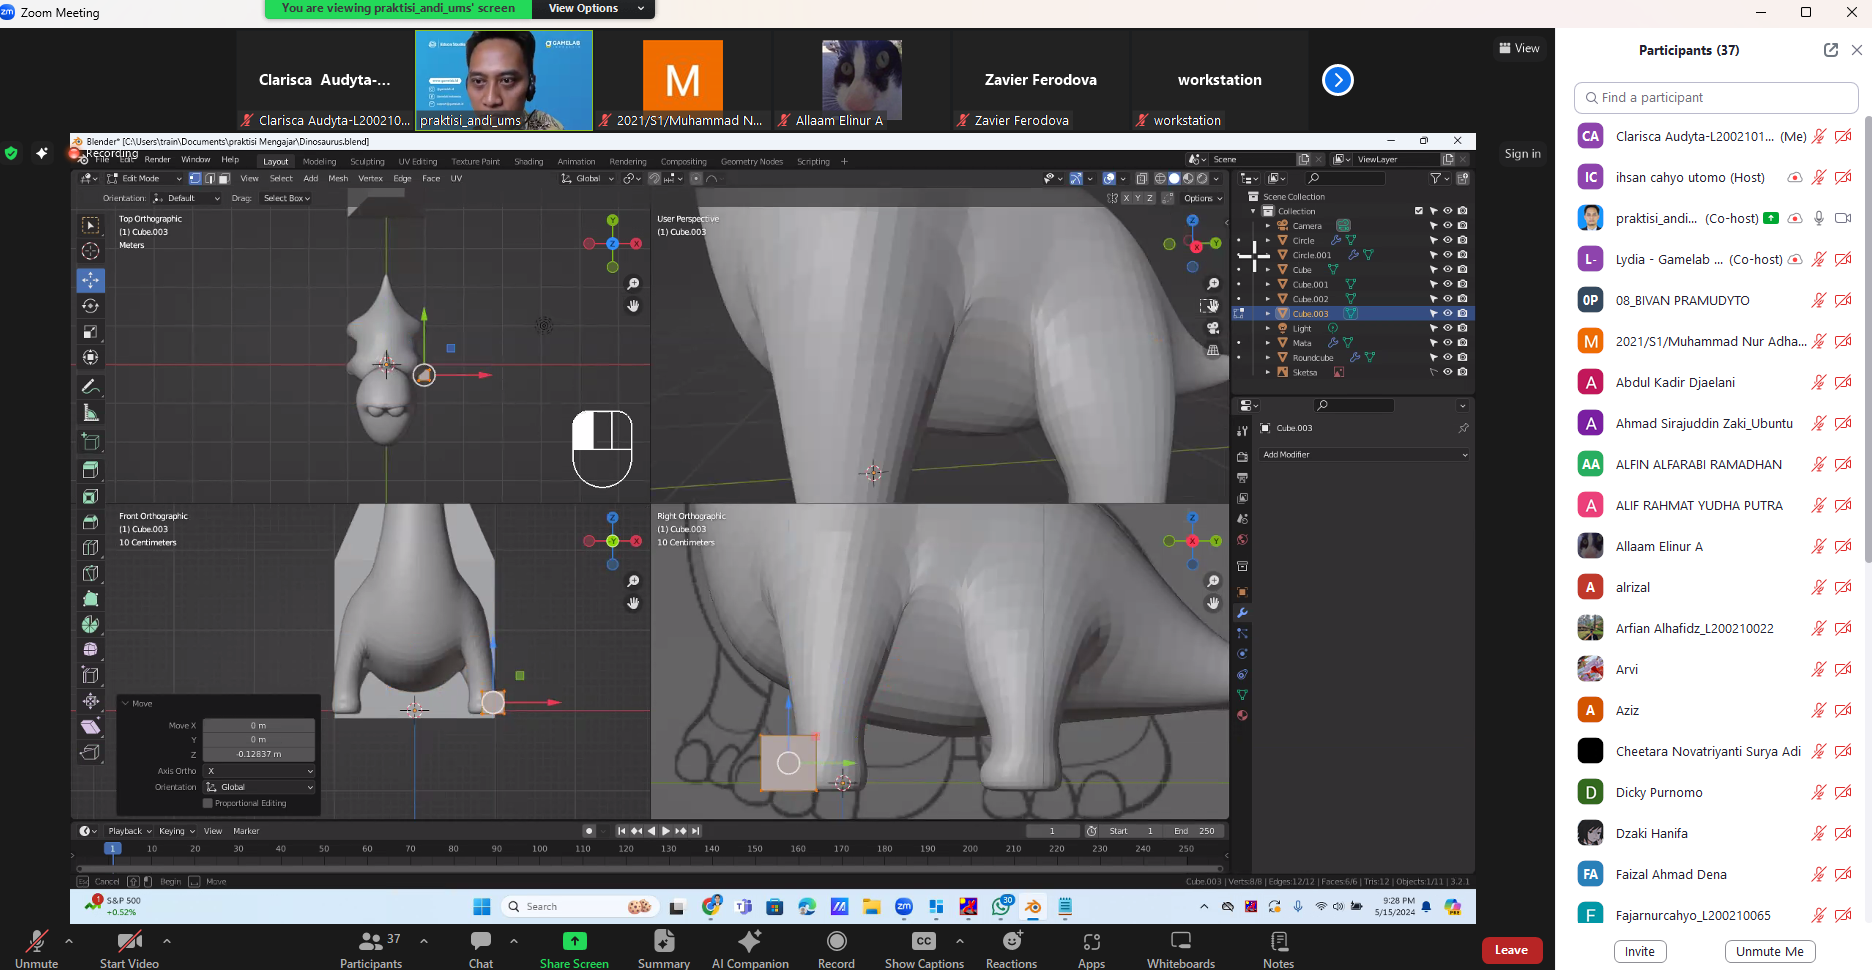 Zoom Meeting
You are viewing praktisi_andi_ums' screen
View Options
View
Sign in
Clarisca Audyta-...
Clarisca Audyta-L200210...
praktisi_andi_ums
GAMELAB
M
2021/S1/Muhammad N...
Allaam Elinur A
Zavier Ferodova
Zavier Ferodova
workstation
workstation
Recording
Blender* [C:\Users\train\Documents\praktisi Mengajar\Dinosaurus.blend]
File Edit Render Window Help
Layout Modeling Sculpting UV Editing Texture Paint Shading Animation Rendering Compositing Geometry Nodes Scripting +
Scene
ViewLayer
Edit Mode
View Select Add Mesh Vertex Edge Face UV
Global
Orientation: Default Drag: Select Box
X Y Z
Options
Top Orthographic
(1) Cube.003
Meters
User Perspective
(1) Cube.003
Front Orthographic
(1) Cube.003
10 Centimeters
Right Orthographic
(1) Cube.003
10 Centimeters
Move
Move X 0 m
Y 0 m
Z -0.12837 m
Axis Ortho X
Orientation Global
Proportional Editing
Scene Collection
Collection
Camera
Circle
Circle.001
Cube
Cube.001
Cube.002
Cube.003
Light
Mata
Roundcube
Sketsa
Cube.003
Add Modifier
Playback Keying View Marker
1
Start 1
End 250
1 10 20 30 40 50 60 70 80 90 100 110 120 130 140 150 160 170 180 190 200 210 220 230 240 250
Cancel Begin Move
Cube.003 | Verts:8/8 | Edges:12/12 | Faces:6/6 | Tris:12 | Objects:1/11 | 3.2.1
S&P 500
+0.52%
Search
30
9:28 PM
5/15/2024
Unmute
Start Video
37
Participants
Chat
Share Screen
Summary
AI Companion
Record
CC
Show Captions
Reactions
Apps
Whiteboards
Notes
Leave
Participants (37)
Find a participant
CA Clarisca Audyta-L2002101... (Me)
IC ihsan cahyo utomo (Host)
praktisi_andi... (Co-host)
L- Lydia - Gamelab ... (Co-host)
0P 08_BIVAN PRAMUDYTO
M 2021/S1/Muhammad Nur Adha...
A Abdul Kadir Djaelani
A Ahmad Sirajuddin Zaki_Ubuntu
AA ALFIN ALFARABI RAMADHAN
A ALIF RAHMAT YUDHA PUTRA
Allaam Elinur A
A alrizal
Arfian Alhafidz_L200210022
Arvi
A Aziz
Cheetara Novatriyanti Surya Adi
D Dicky Purnomo
Dzaki Hanifa
FA Faizal Ahmad Dena
F Fajarnurcahyo_L200210065
Invite
Unmute Me